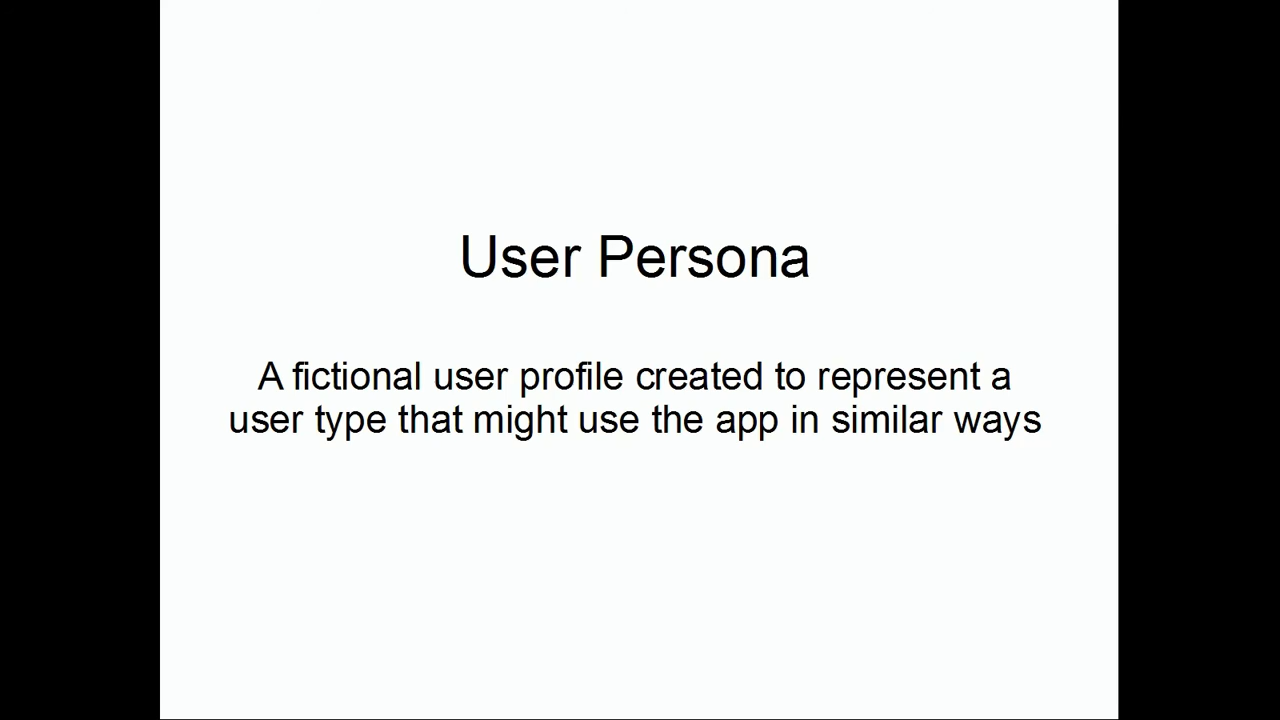 User Persona
A fictional user profile created to represent a
user type that might use the app in similar ways